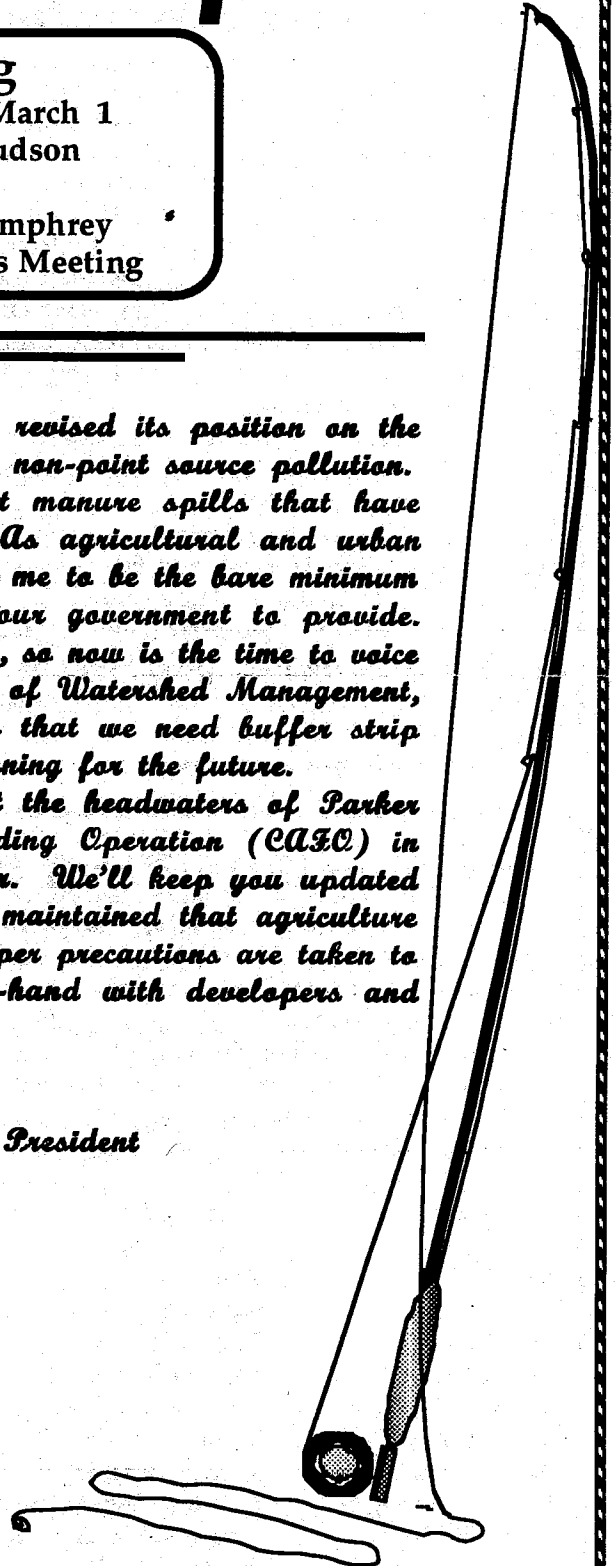 g
March 1
udson
mphrey
s Meeting
revised its position on the
non-point source pollution.
t manure spills that have
As agricultural and urban
me to be the bare minimum
our government to provide.
, so now is the time to voice
of Watershed Management,
that we need buffer strip
ning for the future.
t the headwaters of Parker
ding Operation (CAFO) in
r. We'll keep you updated
maintained that agriculture
per precautions are taken to
-hand with developers and
President